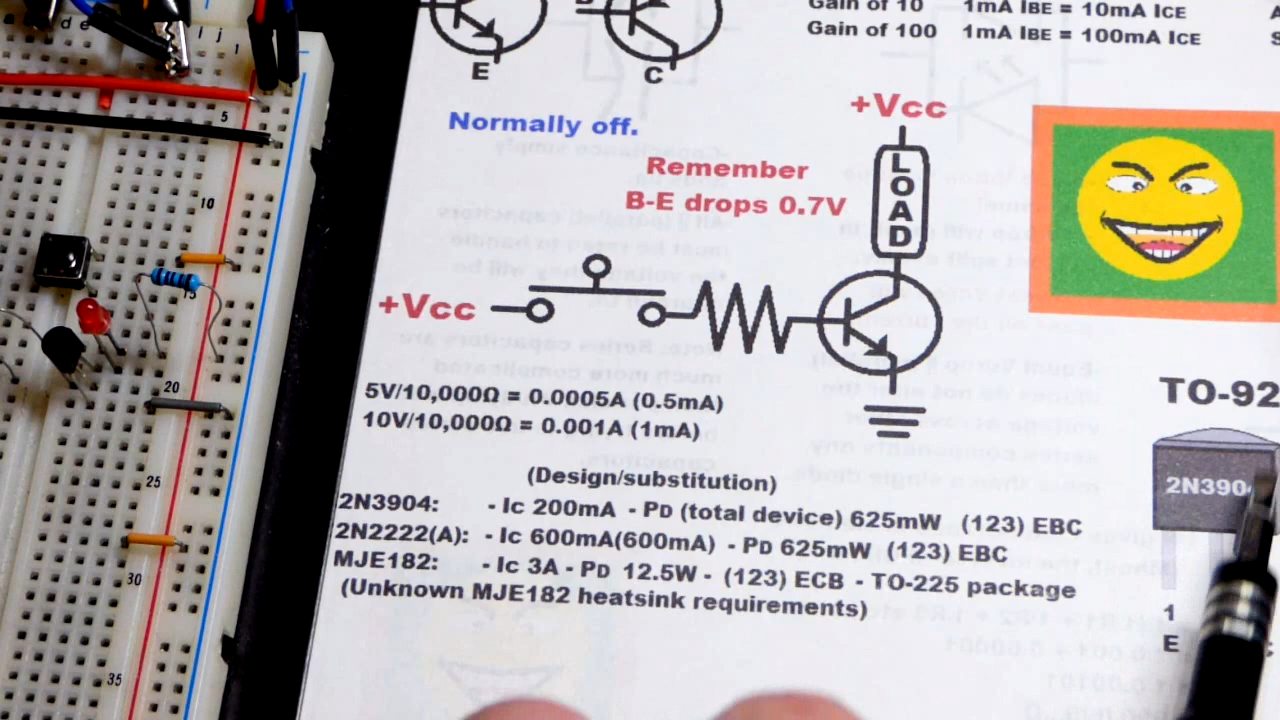 Gain of 10 1mA IBE = 10mA ICE
Gain of 100 1mA IBE = 100mA ICE
E
C
+Vcc
Normally off.
Remember
B-E drops 0.7V
LOAD
+Vcc
5V/10,000Ω = 0.0005A (0.5mA)
10V/10,000Ω = 0.001A (1mA)
TO-92
(Design/substitution)
2N3904: - Ic 200mA - PD (total device) 625mW (123) EBC
2N2222(A): - Ic 600mA(600mA) - PD 625mW (123) EBC
MJE182: - Ic 3A - PD 12.5W - (123) ECB - TO-225 package
(Unknown MJE182 heatsink requirements)
2N390
1
E
d e i j
5
10
15
20
25
30
35